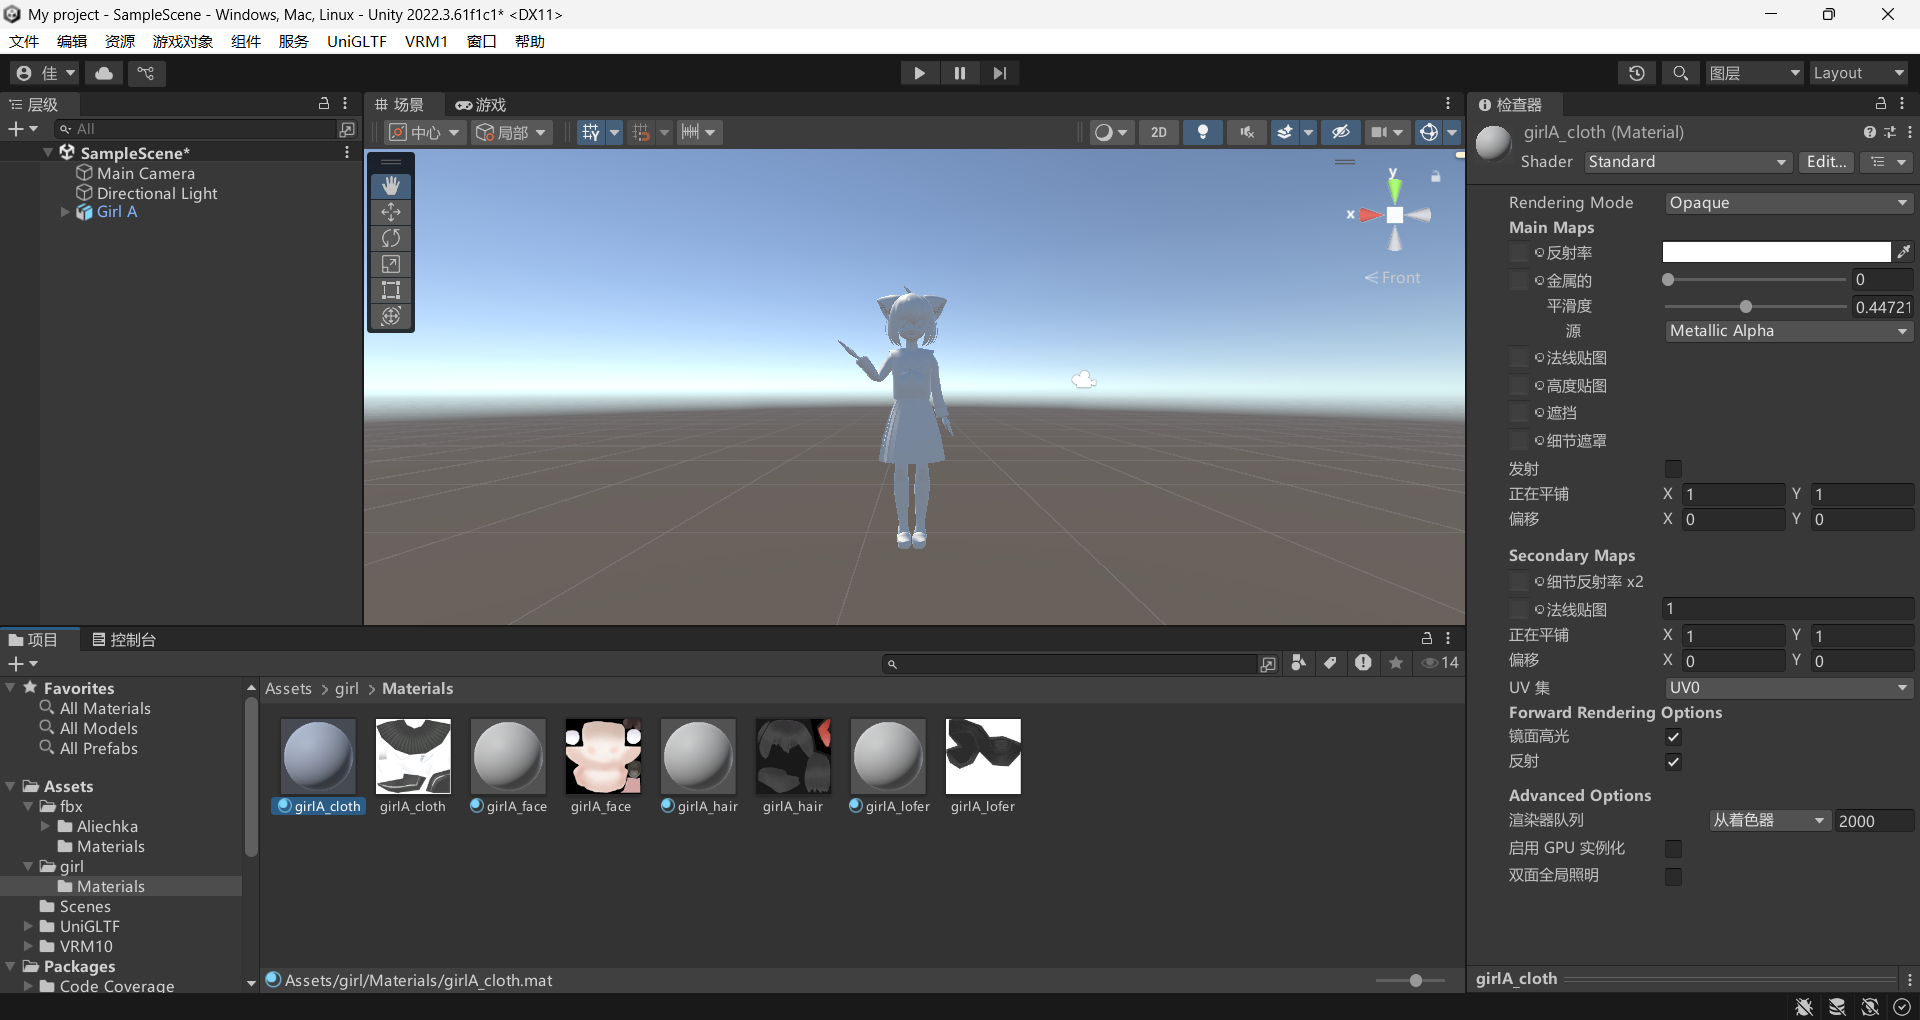 My project - SampleScene - Windows, Mac, Linux - Unity 2022.3.61f1c1* <DX11>
文件 编辑 资源 游戏对象 组件 服务 UniGLTF VRM1 窗口 帮助
佳 图层 Layout
层级
All
SampleScene*
Main Camera
Directional Light
Girl A
场景 游戏
中心 局部 2D
y
x
Front
检查器
girlA_cloth (Material)
Shader Standard Edit...
Rendering Mode Opaque
Main Maps
反射率
金属的 0
平滑度 0.44721
源 Metallic Alpha
法线贴图
高度贴图
遮挡
细节遮罩
发射
正在平铺 X 1 Y 1
偏移 X 0 Y 0
Secondary Maps
细节反射率 x2
法线贴图 1
正在平铺 X 1 Y 1
偏移 X 0 Y 0
UV 集 UV0
Forward Rendering Options
镜面高光
反射
Advanced Options
渲染器队列 从着色器 2000
启用 GPU 实例化
双面全局照明
girlA_cloth
项目 控制台
14
Favorites
All Materials
All Models
All Prefabs
Assets
fbx
Aliechka
Materials
girl
Materials
Scenes
UniGLTF
VRM10
Packages
Code Coverage
Assets > girl > Materials
girlA_cloth girlA_cloth girlA_face girlA_face girlA_hair girlA_hair girlA_lofer girlA_lofer
Assets/girl/Materials/girlA_cloth.mat